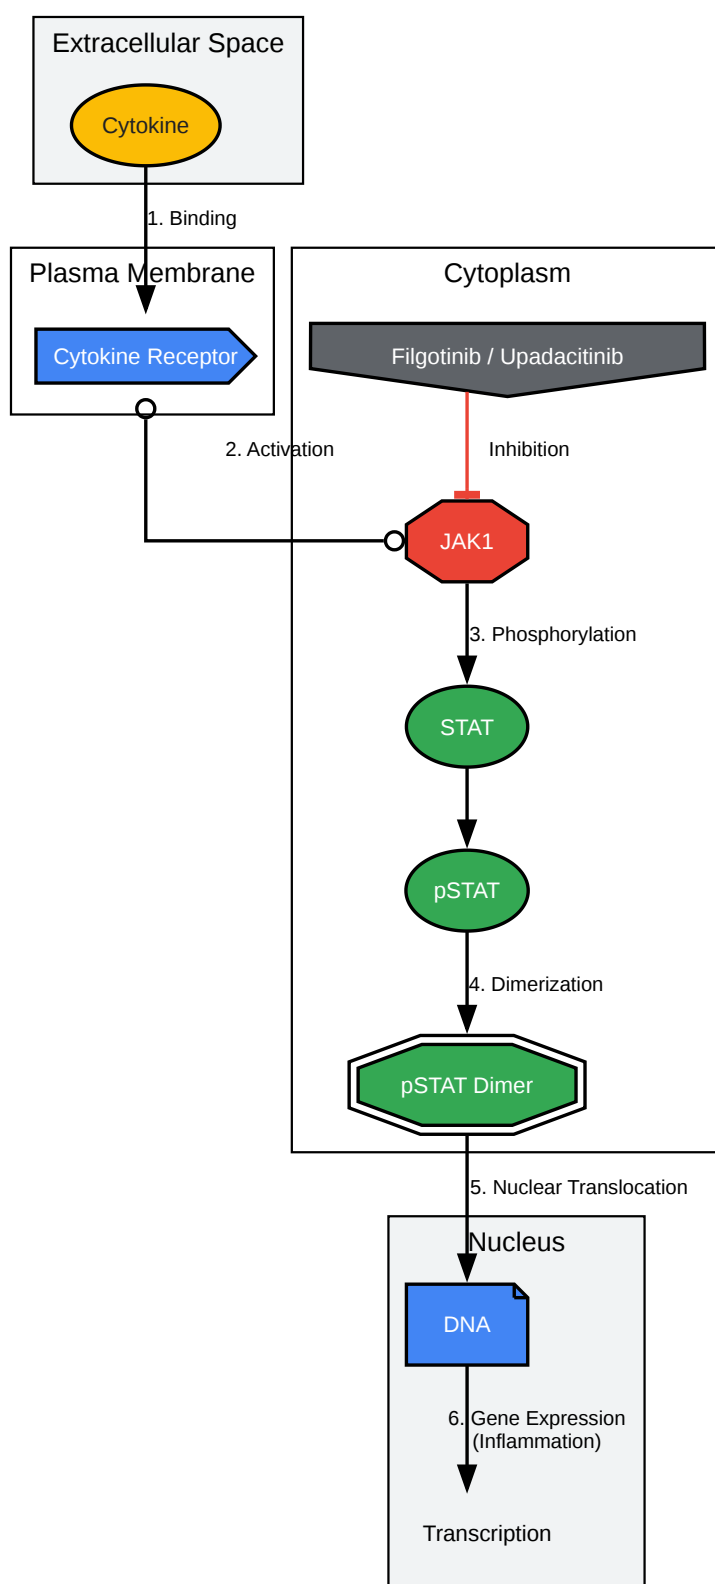 Extracellular Space
Cytokine
1. Binding
Plasma Membrane
Cytokine Receptor
Cytoplasm
Filgotinib / Upadacitinib
2. Activation
Inhibition
JAK1
3. Phosphorylation
STAT
pSTAT
4. Dimerization
pSTAT Dimer
5. Nuclear Translocation
Nucleus
DNA
6. Gene Expression
(Inflammation)
Transcription